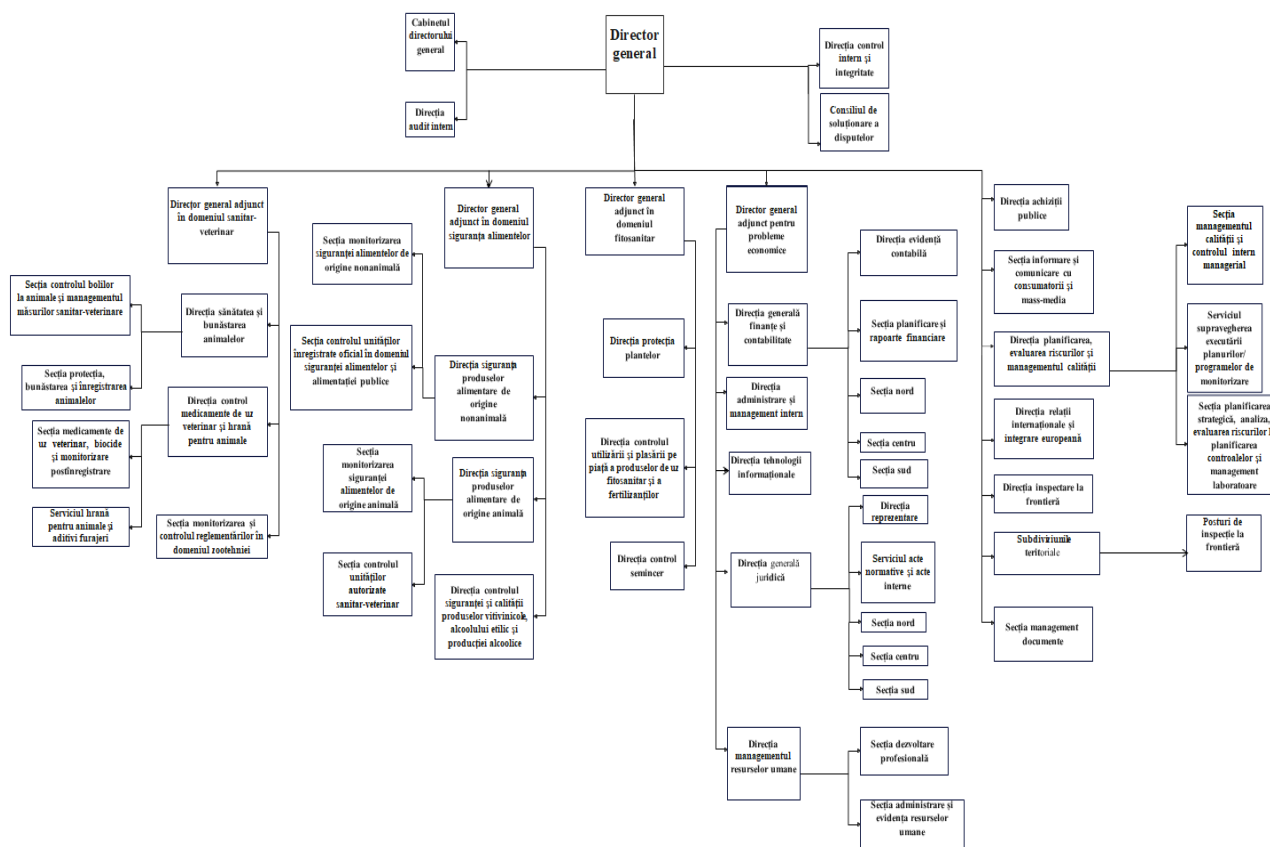 Cabinetul
directorului
general
Director
general
Direcția control
intern și
integritate
Direcția
audit intern
Consiliul de
soluționare a
disputelor
Director general adjunct
în domeniul sanitar-
veterinar
Secția controlul bolilor
la animale și managementul
măsurilor sanitar-veterinare
Direcția sănătatea și
bunăstarea
animalelor
Secția protecția,
bunăstarea și înregistrarea
animalelor
Direcția control
medicamente de uz
veterinar și hrană
pentru animale
Secția medicamente de
uz veterinar, biocide
și monitorizare
postînregistrare
Serviciul hrană
pentru animale și
aditivi furajeri
Secția monitorizarea și
controlul reglementărilor în
domeniul zootehniei
Director general
adjunct în domeniul
siguranța alimentelor
Secția monitorizarea
siguranței alimentelor de
origine nonanimală
Secția controlul unităților
înregistrate oficial în domeniul
siguranței alimentelor și
alimentației publice
Direcția siguranța
produselor
alimentare de
origine
nonanimală
Secția
monitorizarea
siguranței
alimentelor de
origine animală
Direcția siguranța
produselor
alimentare de
origine animală
Secția controlul
unităților
autorizate
sanitar-veterinar
Direcția controlul
siguranței și calității
produselor vitivinicole,
alcoolului etilic și
producției alcoolice
Director general
adjunct în
domeniul
fitosanitar
Direcția protecția
plantelor
Direcția controlul
utilizării și plasării pe
piață a produselor de uz
fitosanitar și a
fertilizanților
Direcția control
semincer
Director general
adjunct pentru
probleme
economice
Direcția generală
finanțe și
contabilitate
Direcția
administrare și
management intern
Direcția tehnologii
informaționale
Direcția generală
juridică
Direcția
managementul
resurselor umane
Direcția evidență
contabilă
Secția planificare și
rapoarte financiare
Secția nord
Secția centru
Secția sud
Direcția
reprezentare
Serviciul acte
normative și acte
interne
Secția nord
Secția centru
Secția sud
Secția dezvoltare
profesională
Secția administrare și
evidența resurselor
umane
Direcția achiziții
publice
Secția informare și
comunicare cu
consumatorii și
mass-media
Direcția planificarea,
evaluarea riscurilor și
managementul calității
Direcția relații
internaționale și
integrare europeană
Direcția inspectare la
frontieră
Subdiviziunile
teritoriale
Secția management
documente
Secția
managementul
calității și
controlul intern
managerial
Serviciul
supravegherea
executării
planurilor/
programelor de
monitorizare
Secția planificarea
strategică, analiza,
evaluarea riscurilor
planificarea
controalelor și
management
laboratoare
Posturi de
inspecție la
frontieră